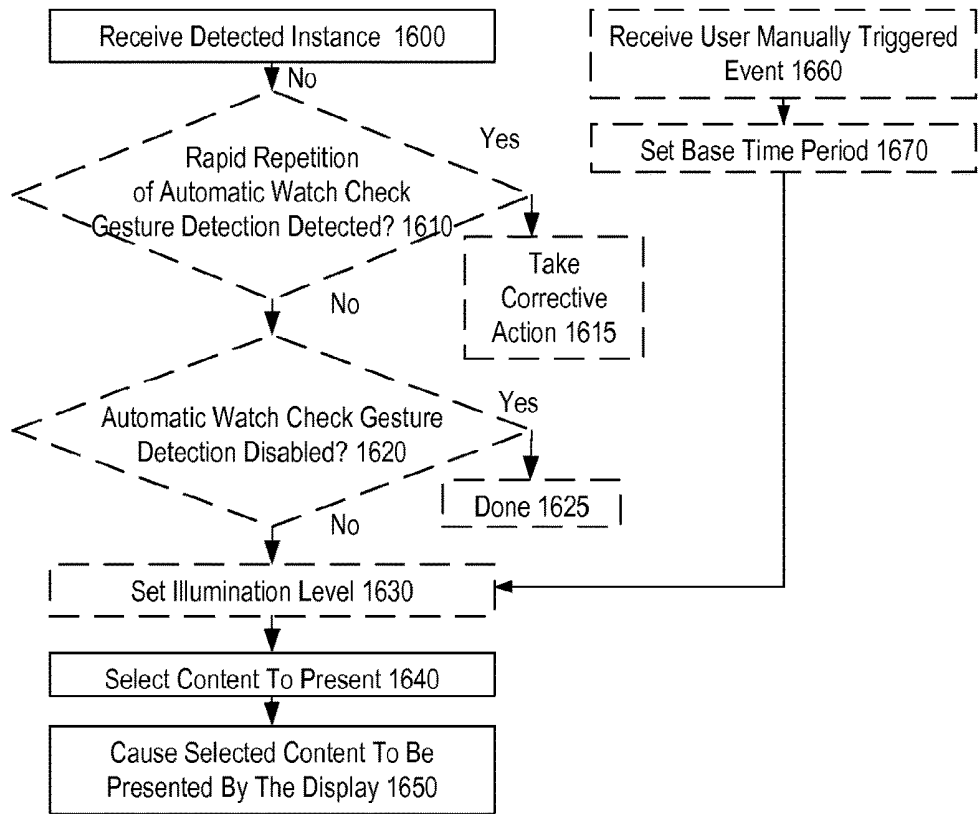 Receive Detected Instance 1600
No
Rapid Repetition
of Automatic Watch Check
Gesture Detection Detected? 1610
Yes
Take
Corrective
Action 1615
No
Automatic Watch Check Gesture
Detection Disabled? 1620
Yes
Done 1625
No
Set Illumination Level 1630
Select Content To Present 1640
Cause Selected Content To Be
Presented By The Display 1650
Receive User Manually Triggered
Event 1660
Set Base Time Period 1670